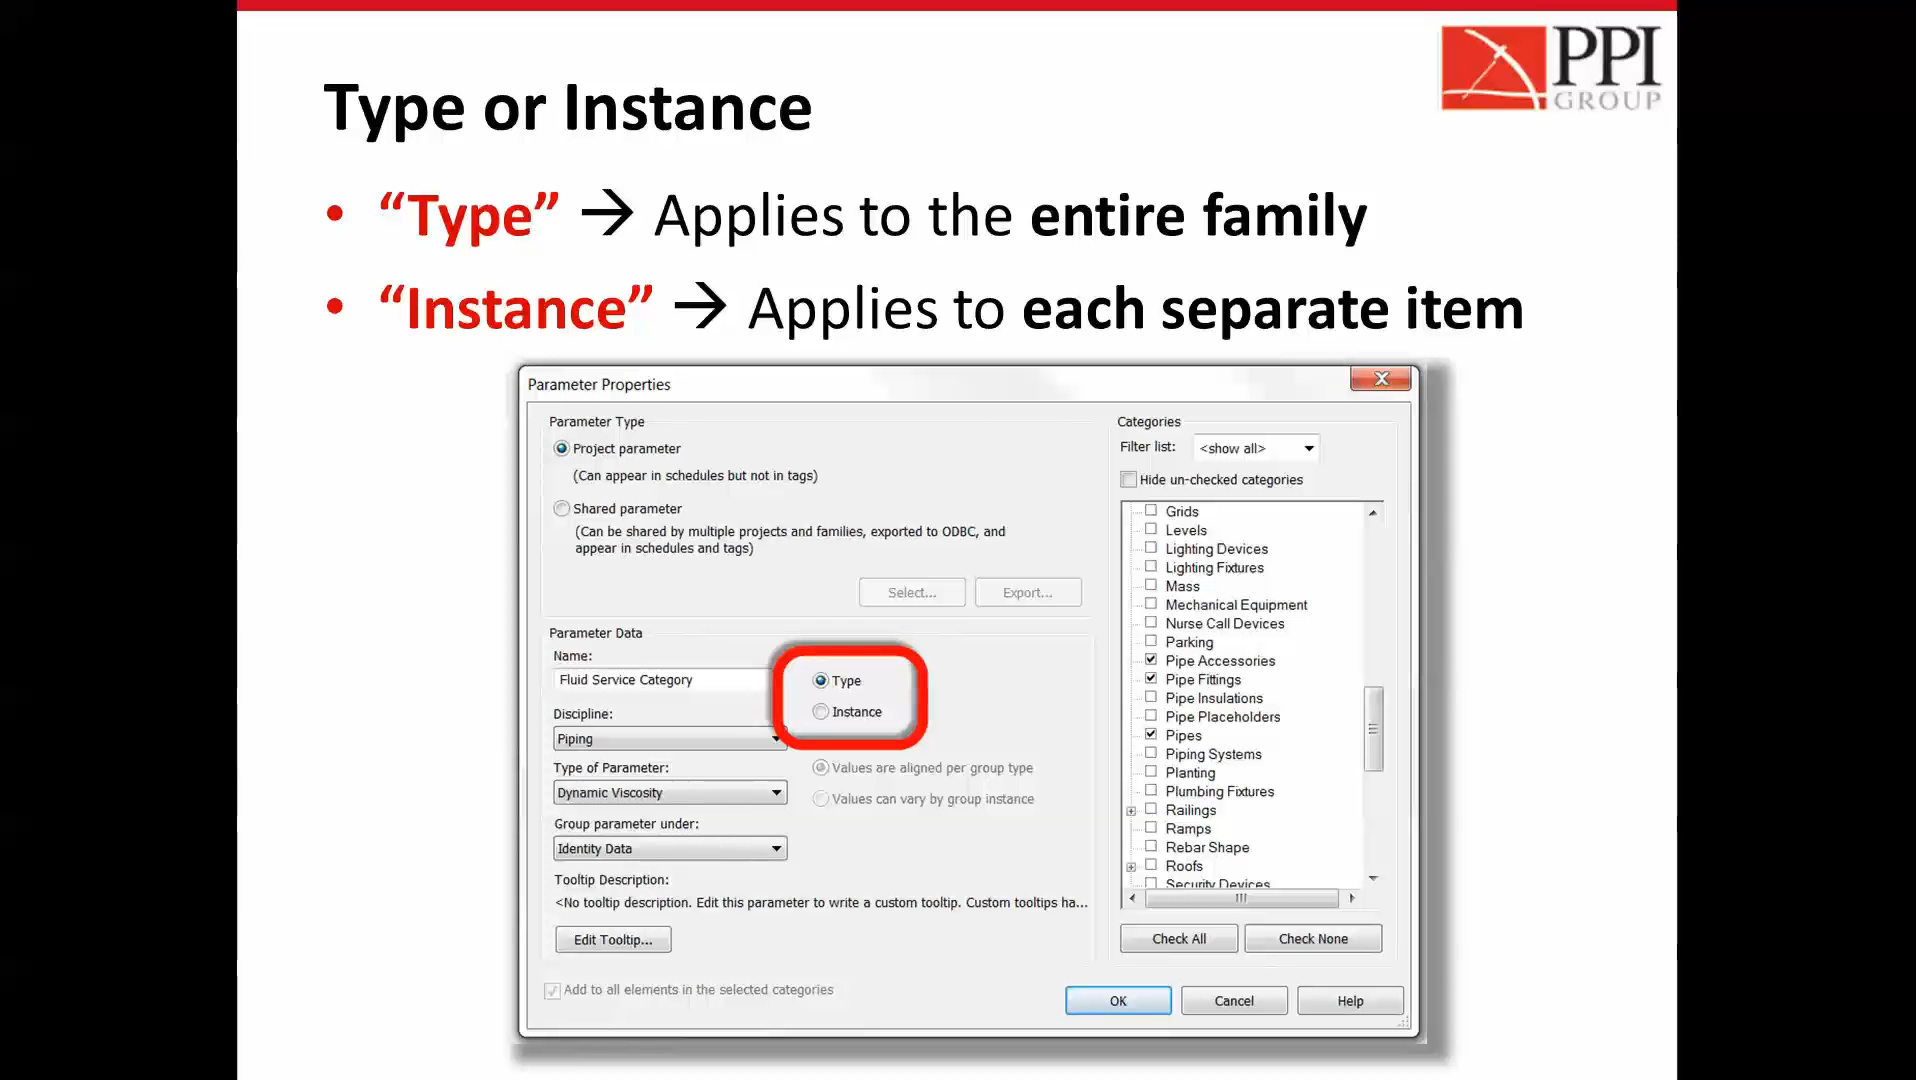 PPI
GROUP
Type or Instance
• “Type” → Applies to the entire family
• “Instance” → Applies to each separate item
Parameter Properties
Parameter Type
Project parameter
(Can appear in schedules but not in tags)
Shared parameter
(Can be shared by multiple projects and families, exported to ODBC, and
appear in schedules and tags)
Select...
Export...
Parameter Data
Name:
Fluid Service Category
Type
Instance
Discipline:
Piping
Type of Parameter:
Values are aligned per group type
Dynamic Viscosity
Values can vary by group instance
Group parameter under:
Identity Data
Tooltip Description:
<No tooltip description. Edit this parameter to write a custom tooltip. Custom tooltips ha...
Edit Tooltip...
Add to all elements in the selected categories
Categories
Filter list:
<show all>
Hide un-checked categories
Grids
Levels
Lighting Devices
Lighting Fixtures
Mass
Mechanical Equipment
Nurse Call Devices
Parking
Pipe Accessories
Pipe Fittings
Pipe Insulations
Pipe Placeholders
Pipes
Piping Systems
Planting
Plumbing Fixtures
Railings
Ramps
Rebar Shape
Roofs
Security Devices
Check All
Check None
OK
Cancel
Help